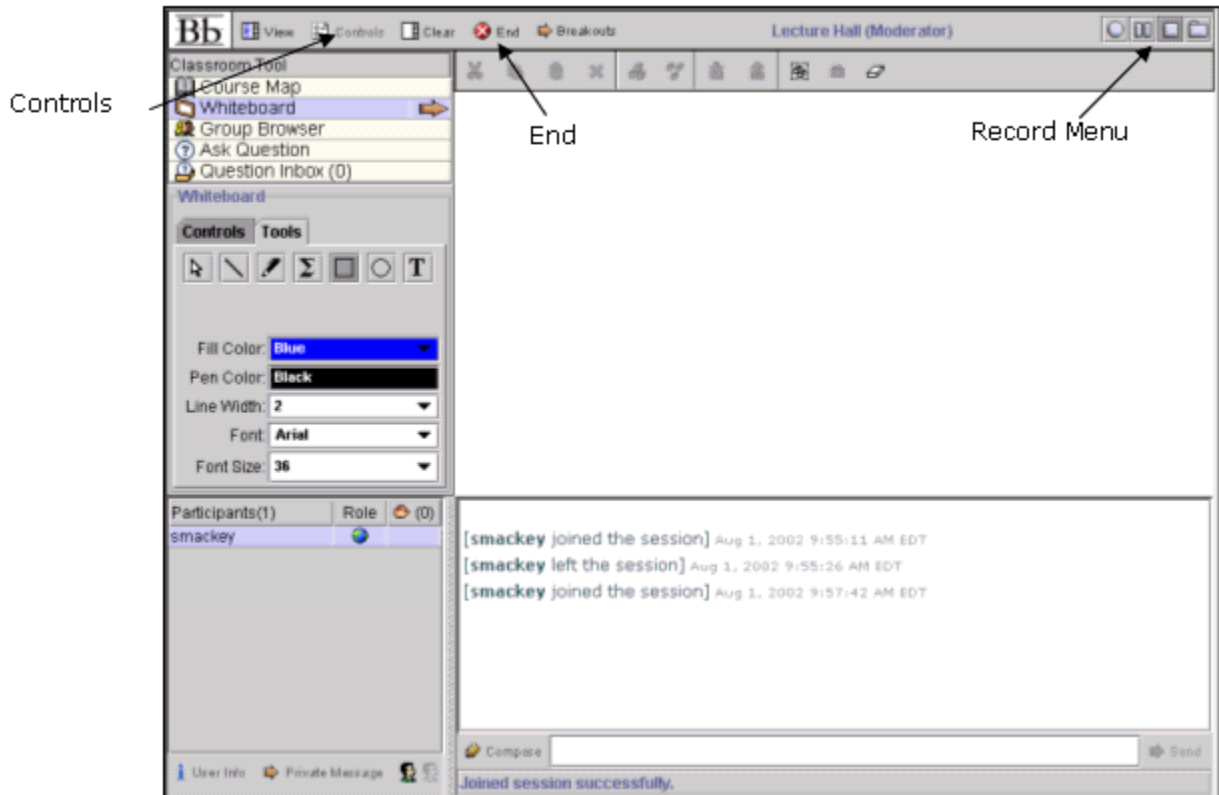 Bb View Controls Clear End Breakouts Lecture Hall (Moderator)
Classroom Tool
Course Map
Whiteboard
Group Browser
Ask Question
Question Inbox (0)
Controls
End
Record Menu
Whiteboard
Controls Tools
Σ T
Fill Color: Blue
Pen Color: Black
Line Width: 2
Font: Arial
Font Size: 36
Participants(1) Role (0)
smackey
[smackey joined the session] Aug 1, 2002 9:55:11 AM EDT
[smackey left the session] Aug 1, 2002 9:55:26 AM EDT
[smackey joined the session] Aug 1, 2002 9:57:42 AM EDT
Compose Send
User Info Private Message
Joined session successfully.